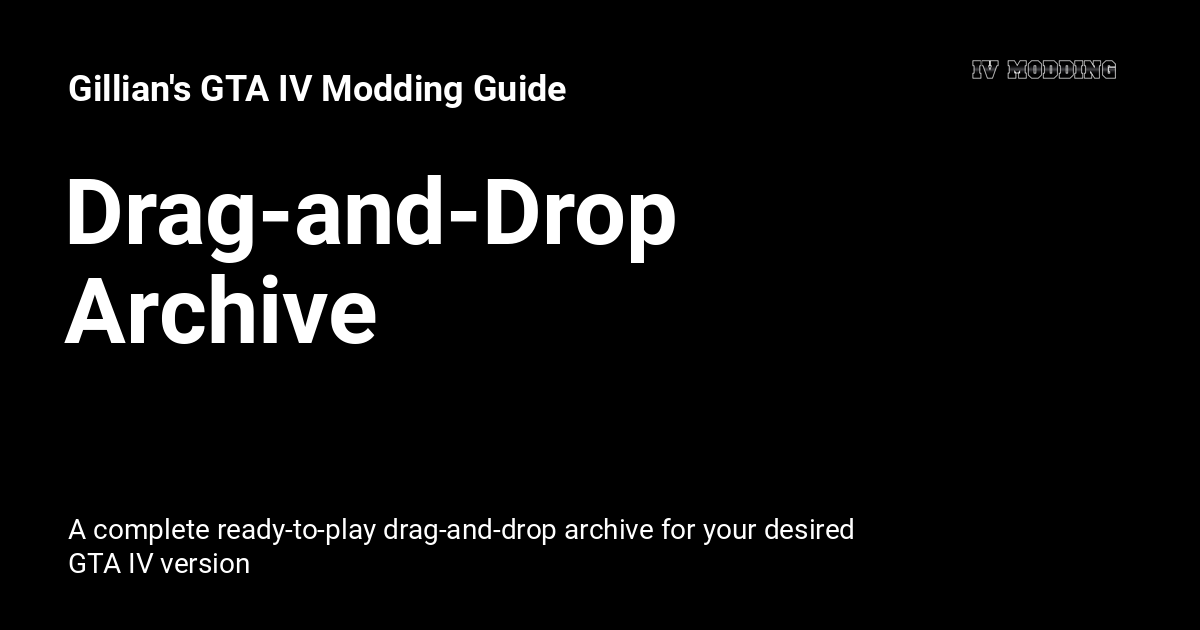 Gillian's GTA IV Modding Guide
IV MODDING
Drag-and-Drop
Archive
A complete ready-to-play drag-and-drop archive for your desired
GTA IV version